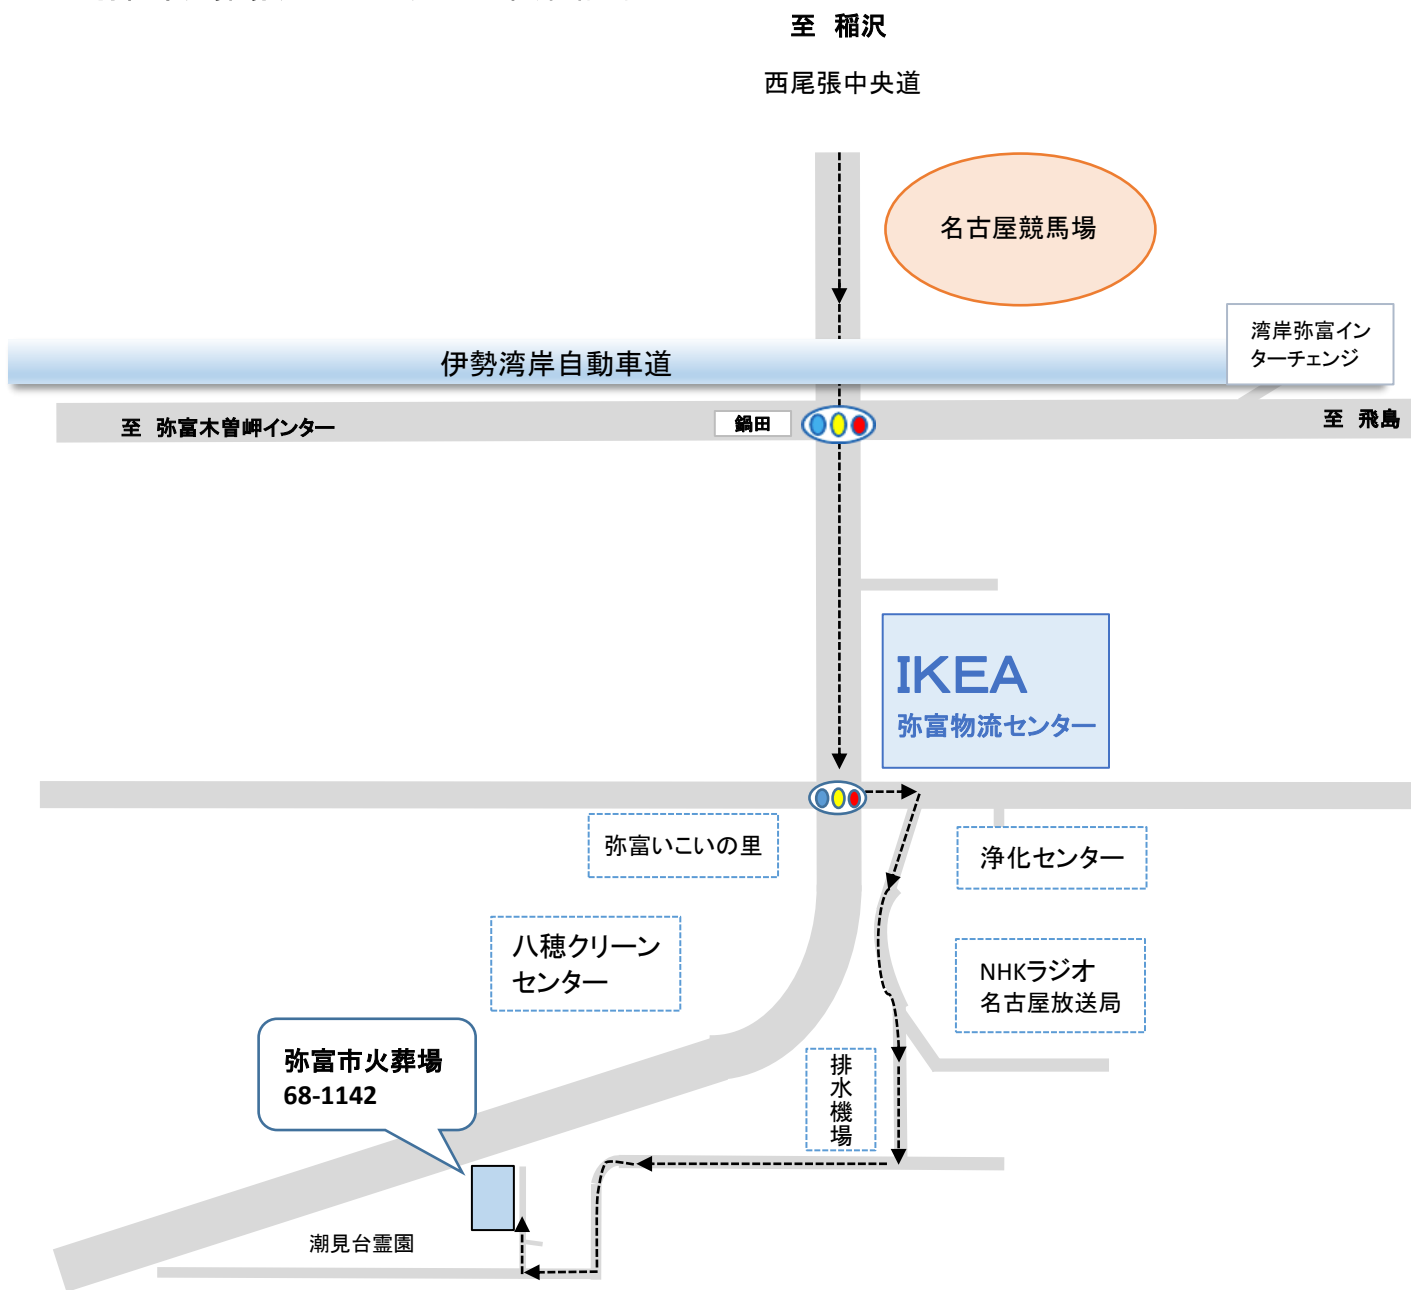 至 稲沢
西尾張中央道
名古屋競馬場
湾岸弥富イン
ターチェンジ
伊勢湾岸自動車道
至 弥富木曽岬インター
鍋田
至 飛島
IKEA
弥富物流センター
弥富いこいの里
浄化センター
八穂クリーン
センター
NHKラジオ
名古屋放送局
弥富市火葬場
68-1142
排水機場
潮見台霊園